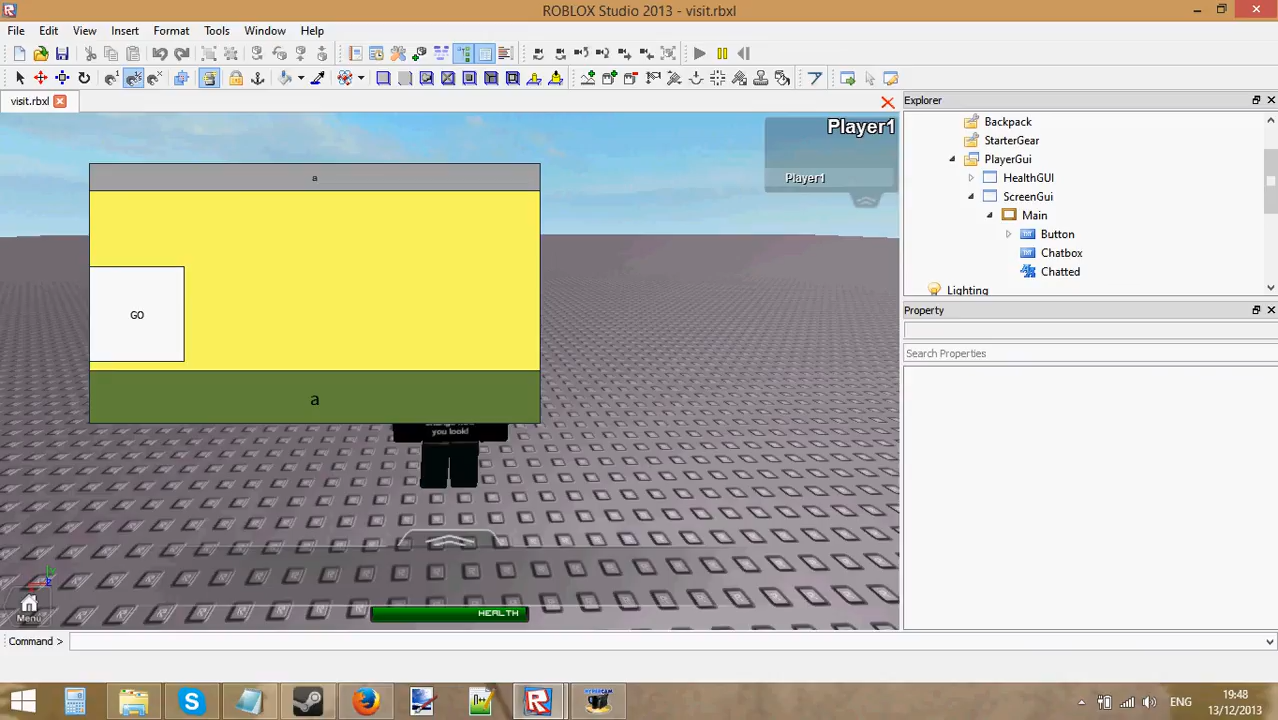 ROBLOX Studio 2013 - visit.rbxl
File Edit View Insert Format Tools Window Help
visit.rbxl
Explorer
Backpack
StarterGear
PlayerGui
HealthGUI
ScreenGui
Main
Button
Chatbox
Chatted
Lighting
Property
Search Properties
Player1
Player1
a
GO
a
you look!
HEALTH
Menu
Command >
ENG
19:48
13/12/2013